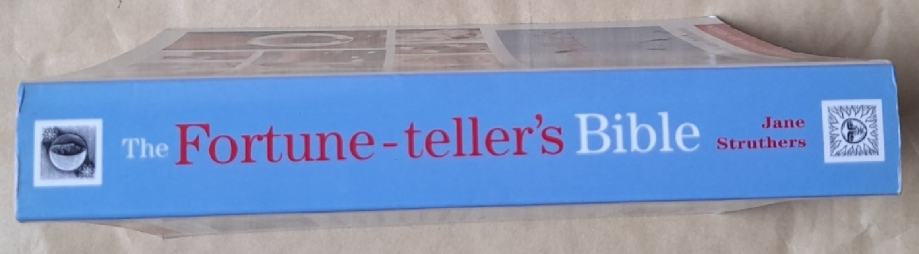 The Fortune-teller's Bible
Jane
Struthers